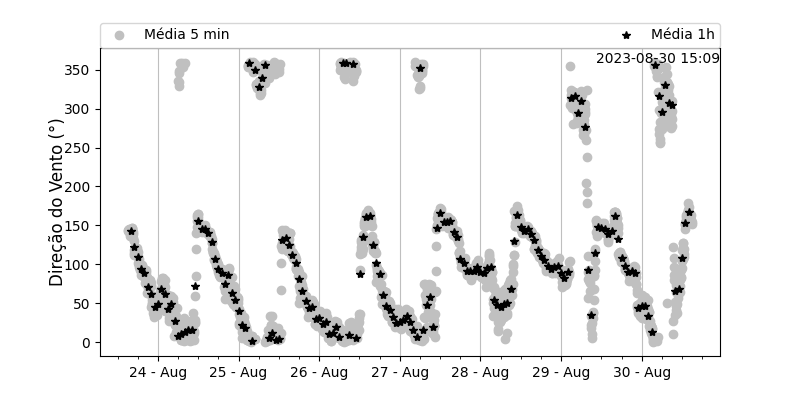 Média 5 min
Média 1h
2023-08-30 15:09
Direção do Vento (°)
350
300
250
200
150
100
50
0
24 - Aug
25 - Aug
26 - Aug
27 - Aug
28 - Aug
29 - Aug
30 - Aug